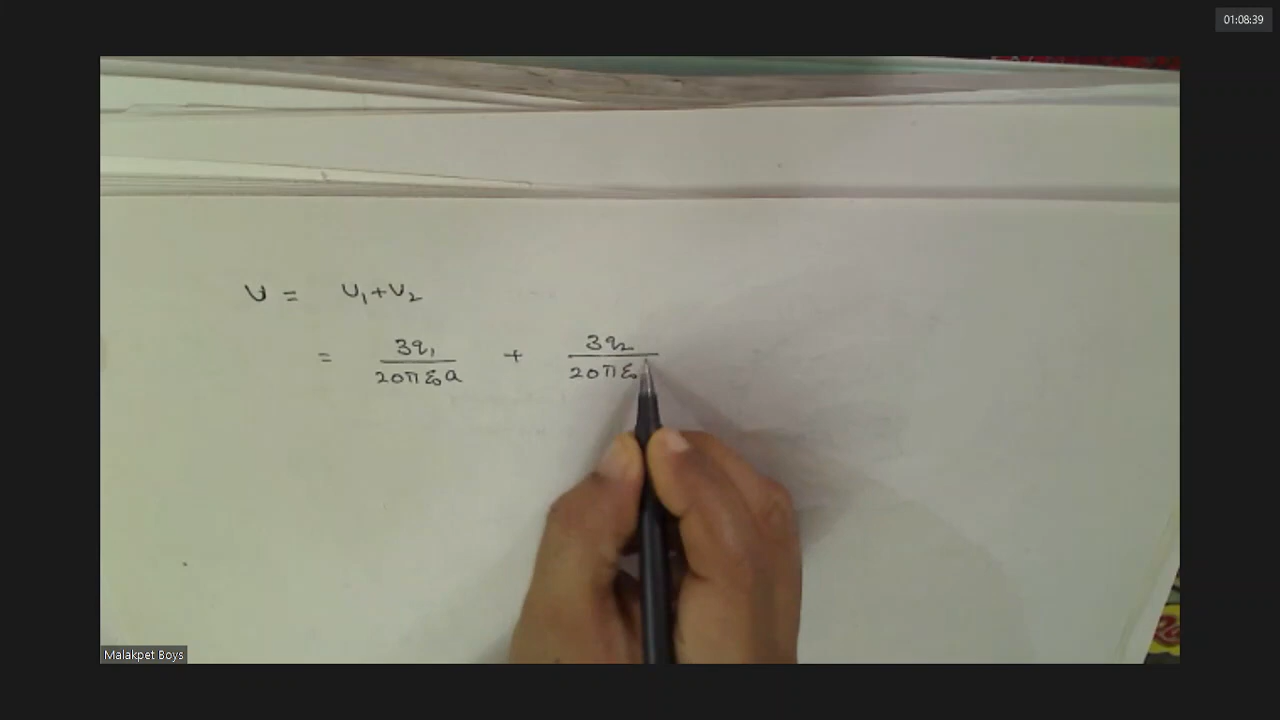 01:08:39
U = U₁+U₂
= 3q₁/20πε₀a + 3q₂/20πε₀
Malakpet Boys